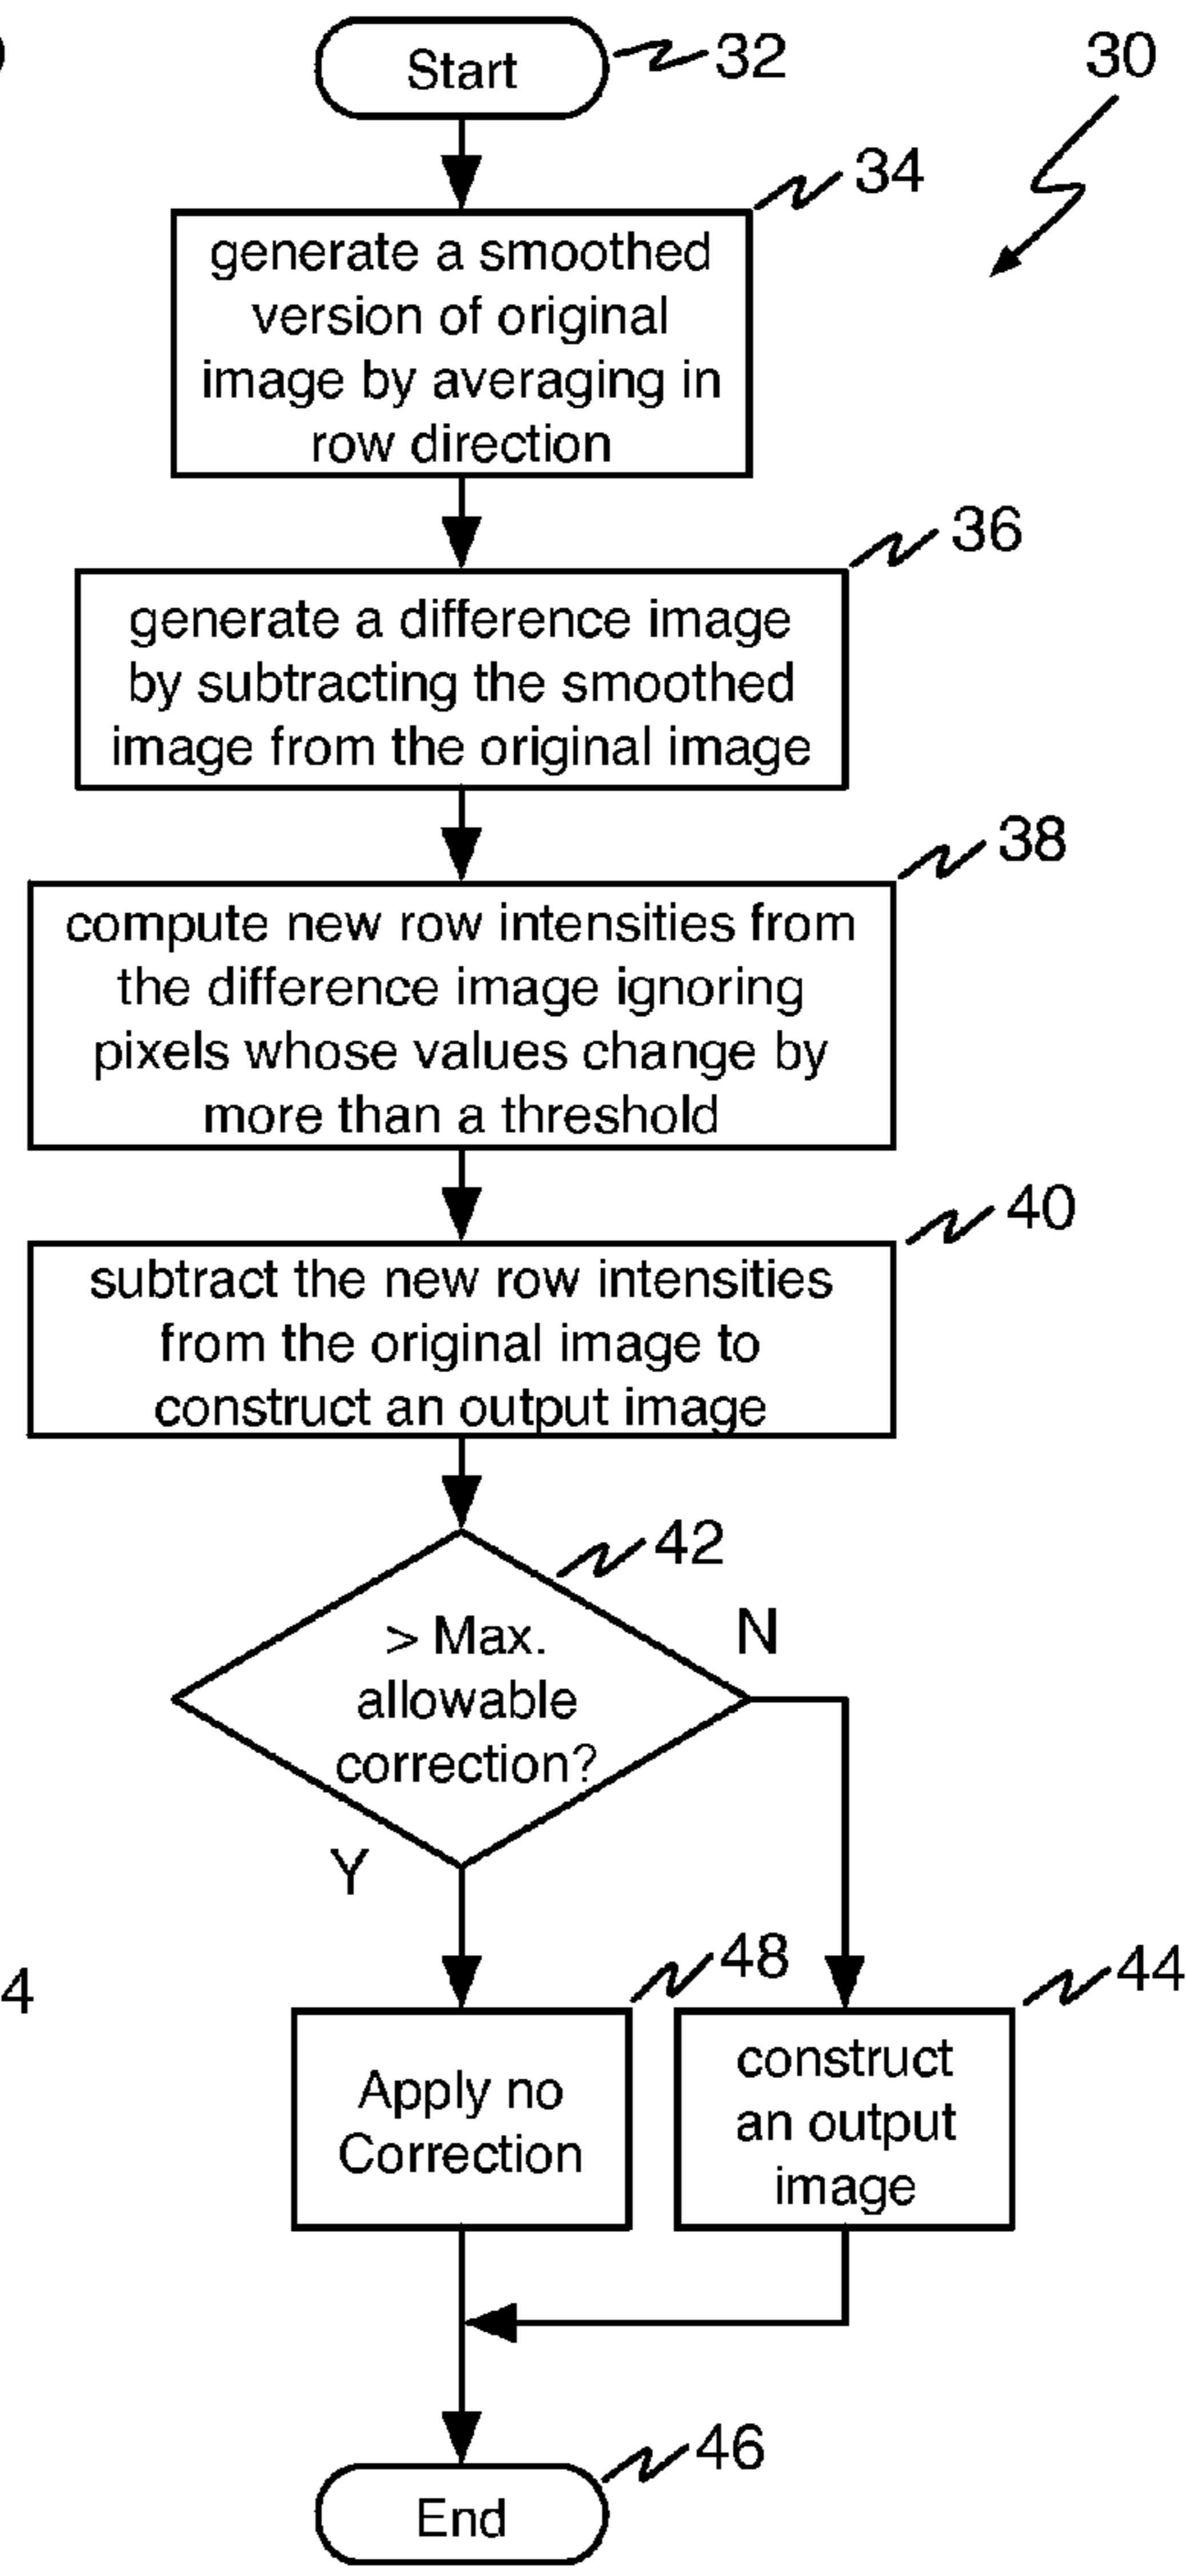 Start
32
30
34
generate a smoothed
version of original
image by averaging in
row direction
36
generate a difference image
by subtracting the smoothed
image from the original image
38
compute new row intensities from
the difference image ignoring
pixels whose values change by
more than a threshold
40
subtract the new row intensities
from the original image to
construct an output image
42
> Max.
allowable
correction?
N
Y
48
44
4
Apply no
Correction
construct
an output
image
46
End